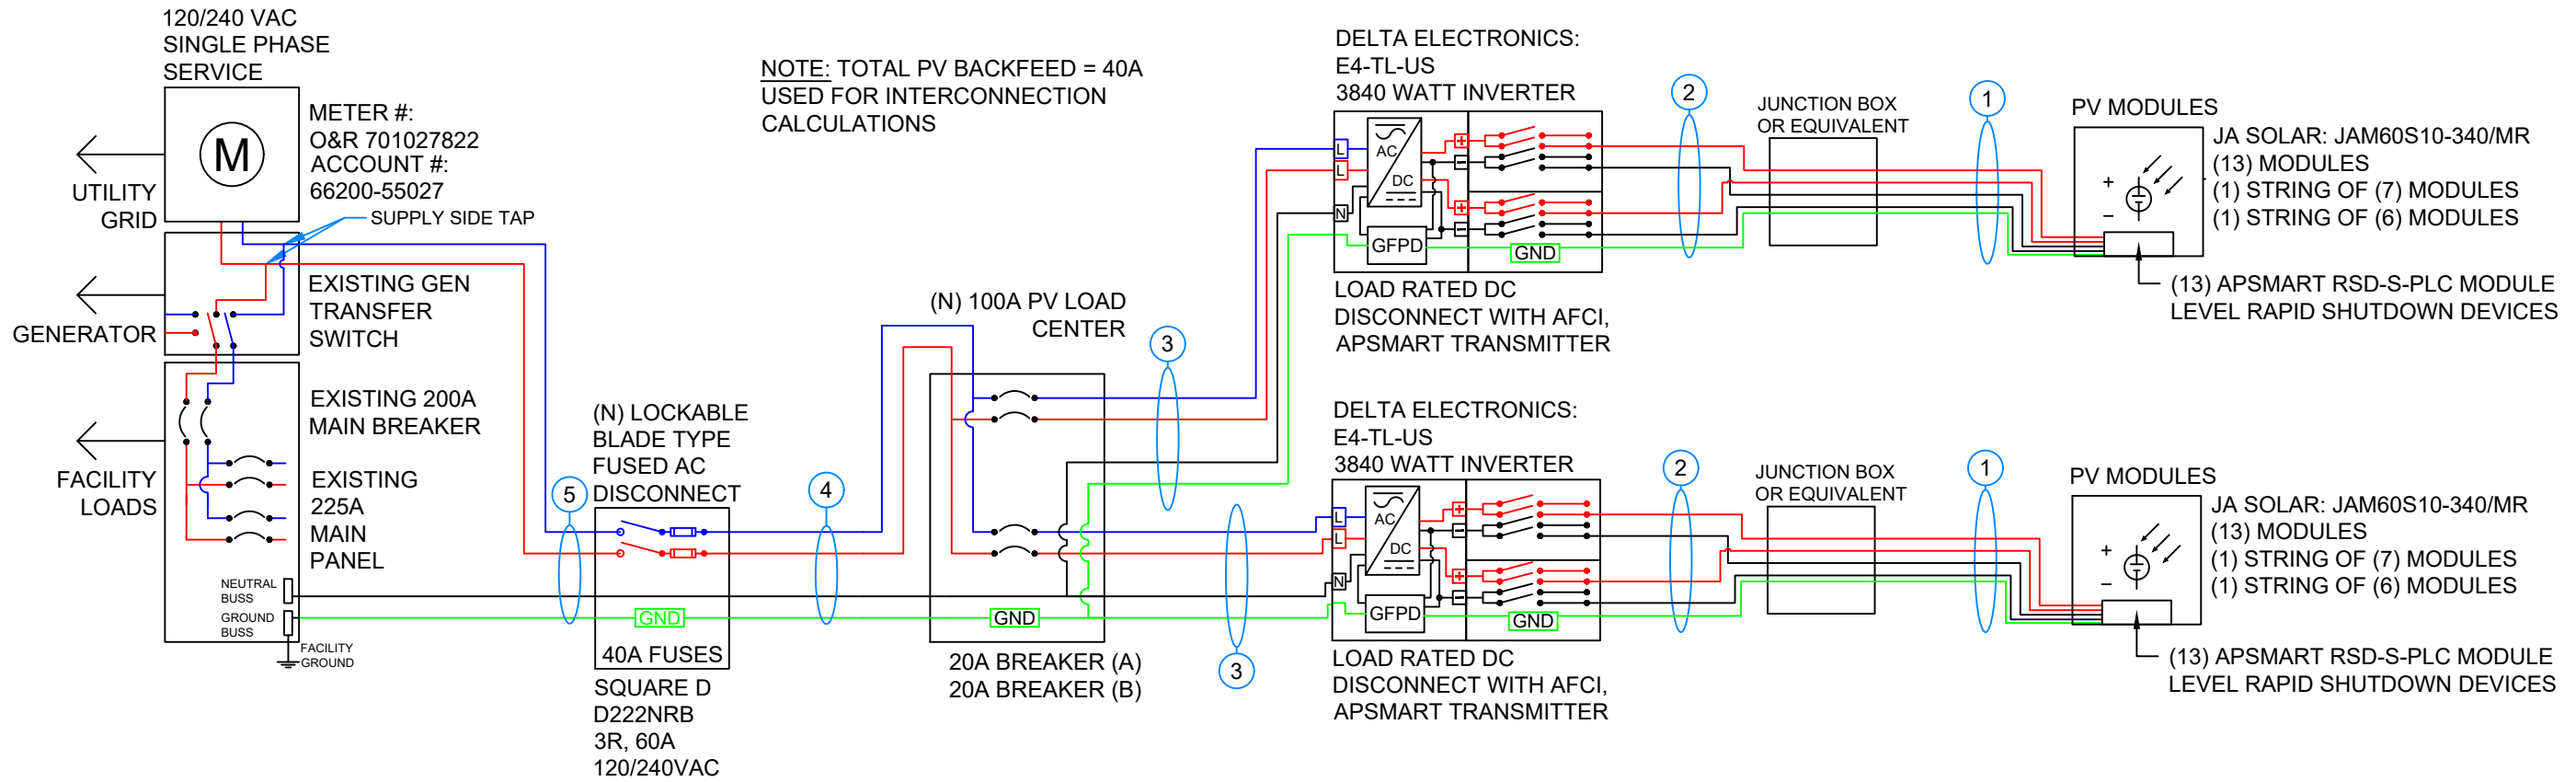 120/240 VAC
SINGLE PHASE
SERVICE
M
METER #:
O&R 701027822
ACCOUNT #:
66200-55027
UTILITY
GRID
SUPPLY SIDE TAP
EXISTING GEN
TRANSFER
SWITCH
GENERATOR
EXISTING 200A
MAIN BREAKER
FACILITY
LOADS
EXISTING
225A
MAIN
PANEL
NEUTRAL
BUSS
GROUND
BUSS
FACILITY
GROUND
NOTE: TOTAL PV BACKFEED = 40A
USED FOR INTERCONNECTION
CALCULATIONS
(N) LOCKABLE
BLADE TYPE
FUSED AC
DISCONNECT
5
GND
40A FUSES
SQUARE D
D222NRB
3R, 60A
120/240VAC
4
(N) 100A PV LOAD
CENTER
GND
20A BREAKER (A)
20A BREAKER (B)
3
3
DELTA ELECTRONICS:
E4-TL-US
3840 WATT INVERTER
L
L
N
AC
DC
GFPD
+
-
+
-
GND
LOAD RATED DC
DISCONNECT WITH AFCI,
APSMART TRANSMITTER
2
JUNCTION BOX
OR EQUIVALENT
1
PV MODULES
+
-
JA SOLAR: JAM60S10-340/MR
(13) MODULES
(1) STRING OF (7) MODULES
(1) STRING OF (6) MODULES
(13) APSMART RSD-S-PLC MODULE
LEVEL RAPID SHUTDOWN DEVICES
DELTA ELECTRONICS:
E4-TL-US
3840 WATT INVERTER
L
L
N
AC
DC
GFPD
+
-
+
-
GND
LOAD RATED DC
DISCONNECT WITH AFCI,
APSMART TRANSMITTER
2
JUNCTION BOX
OR EQUIVALENT
1
PV MODULES
+
-
JA SOLAR: JAM60S10-340/MR
(13) MODULES
(1) STRING OF (7) MODULES
(1) STRING OF (6) MODULES
(13) APSMART RSD-S-PLC MODULE
LEVEL RAPID SHUTDOWN DEVICES